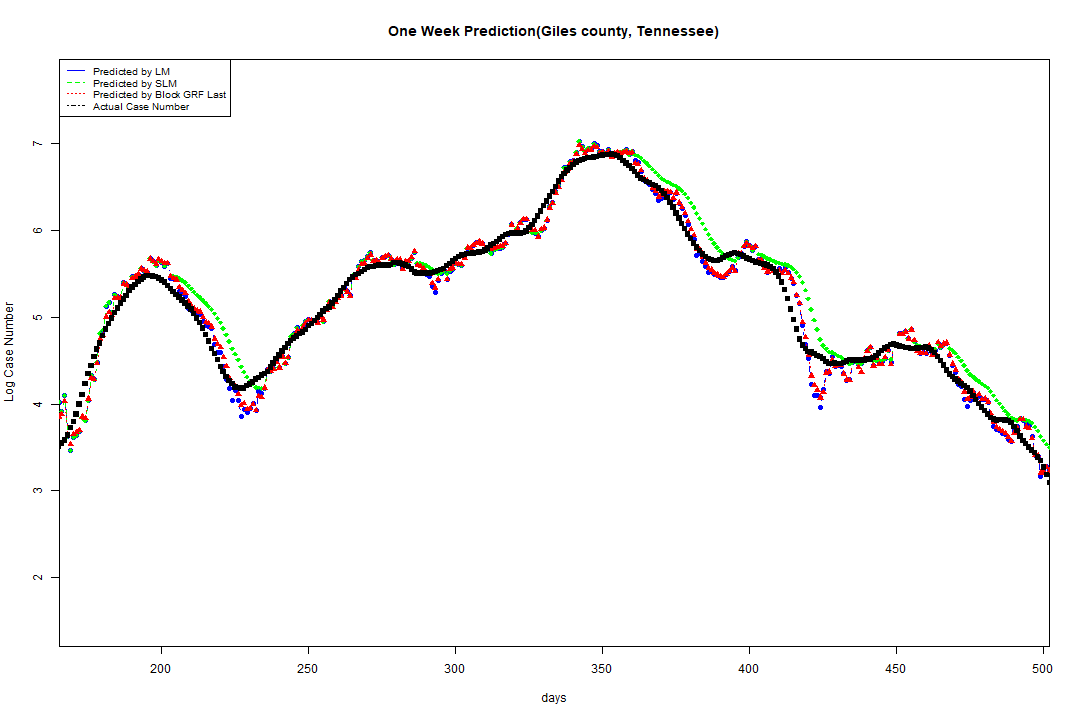 One Week Prediction(Giles county, Tennessee)
Predicted by LM
Predicted by SLM
Predicted by Block GRF Last
Actual Case Number
Log Case Number
7
6
5
4
3
2
200 250 300 350 400 450 500
days